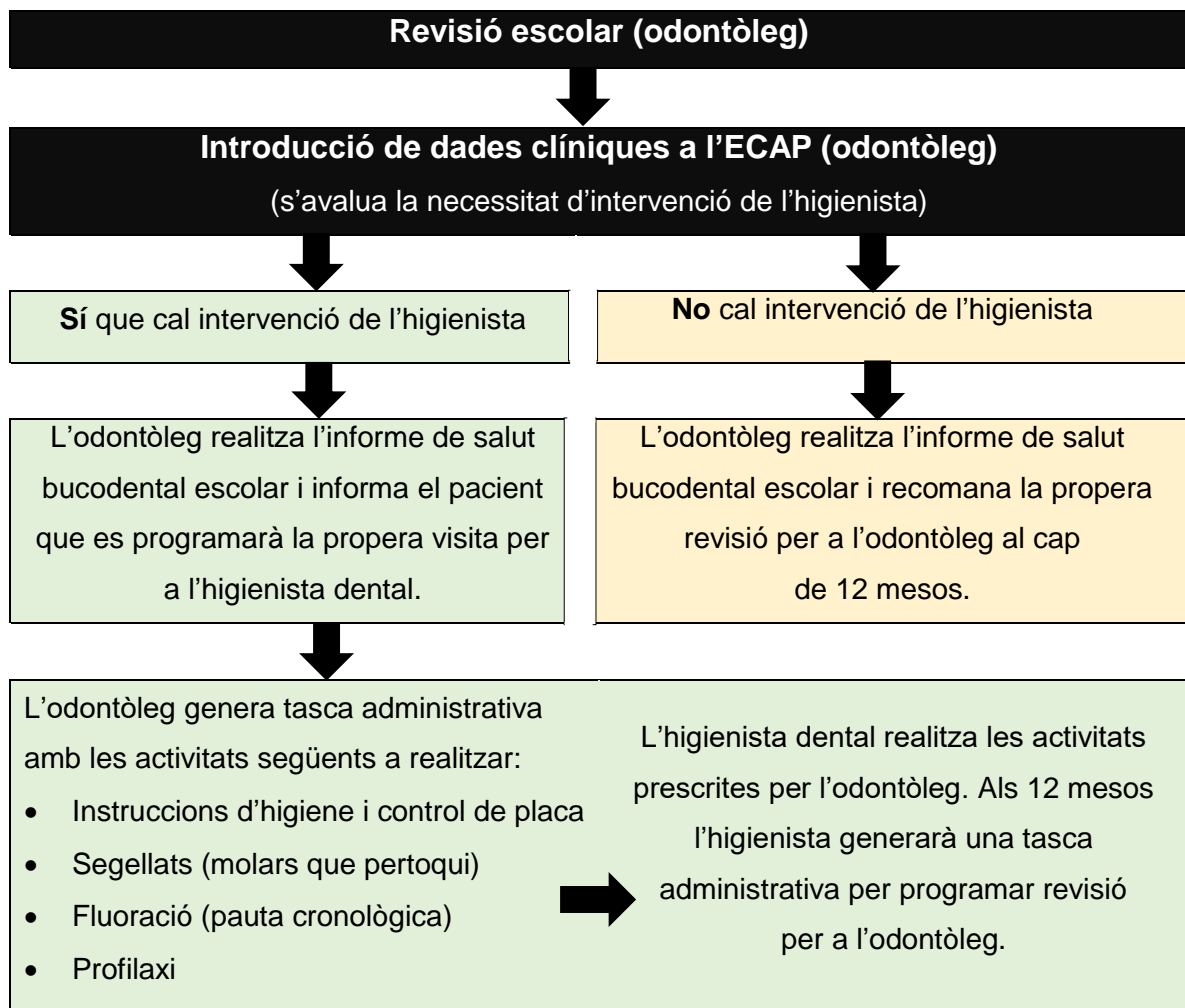 Revisió escolar (odontòleg)
Introducció de dades clíniques a l’ECAP (odontòleg)
(s’avalua la necessitat d’intervenció de l’higienista)
Sí que cal intervenció de l’higienista
No cal intervenció de l’higienista
L’odontòleg realitza l’informe de salut
bucodental escolar i informa el pacient
que es programarà la propera visita per
a l’higienista dental.
L’odontòleg realitza l’informe de salut
bucodental escolar i recomana la propera
revisió per a l’odontòleg al cap
de 12 mesos.
L’odontòleg genera tasca administrativa
amb les activitats següents a realitzar:
• Instruccions d’higiene i control de placa
• Segellats (molars que pertoqui)
• Fluoració (pauta cronològica)
• Profilaxi
L’higienista dental realitza les activitats
prescrites per l’odontòleg. Als 12 mesos
l’higienista generarà una tasca
administrativa per programar revisió
per a l’odontòleg.